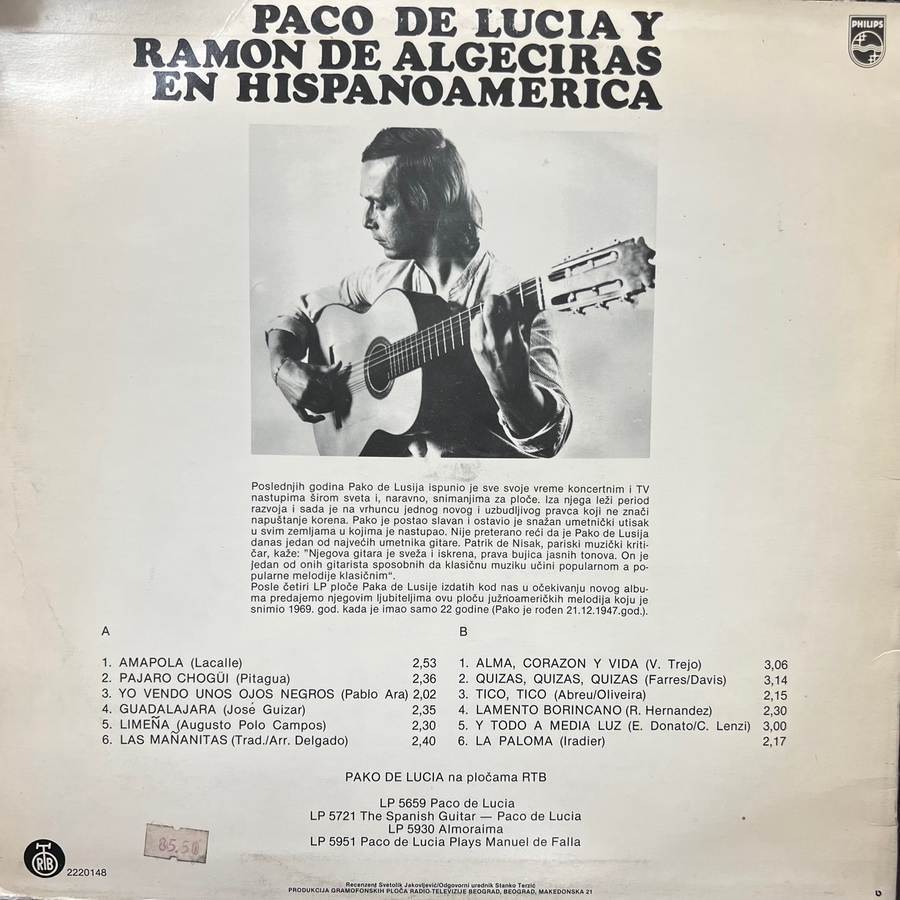 PACO DE LUCIA Y
RAMON DE ALGECIRAS
EN HISPANOAMERICA
PHILIPS
Poslednjih godina Pako de Lusija ispunio je sve svoje vreme koncertnim i TV
nastupima širom sveta i, naravno, snimanjima za ploče. Iza njega leži period
razvoja i sada je na vrhuncu jednog novog i uzbudljivog pravca koji ne znači
napuštanje korena. Pako je postao slavan i ostavio je snažan umetnički utisak
u svim zemljama u kojima je nastupao. Nije preterano reći da je Pako de Lusija
danas jedan od najvećih umetnika gitare. Patrik de Nisak, pariski muzički kriti-
čar, kaže: "Njegova gitara je sveža i iskrena, prava bujica jasnih tonova. On je
jedan od onih gitarista sposobnih da klasičnu muziku učini popularnom a po-
pularne melodije klasičnim“.
Posle četiri LP ploče Paka de Lusije izdatih kod nas u očekivanju novog albu-
ma predajemo njegovim ljubiteljima ovu ploču južnoameričkih melodija koju je
snimio 1969. god. kada je imao samo 22 godine (Pako je rođen 21.12.1947.god.).
A
1. AMAPOLA (Lacalle) 2,53
2. PAJARO CHOGÜI (Pitagua) 2,36
3. YO VENDO UNOS OJOS NEGROS (Pablo Ara) 2,02
4. GUADALAJARA (José Guizar) 2,35
5. LIMEÑA (Augusto Polo Campos) 2,30
6. LAS MAÑANITAS (Trad./Arr. Delgado) 2,40
B
1. ALMA, CORAZON Y VIDA (V. Trejo) 3,06
2. QUIZAS, QUIZAS, QUIZAS (Farres/Davis) 3,14
3. TICO, TICO (Abreu/Oliveira) 2,15
4. LAMENTO BORINCANO (R. Hernandez) 2,30
5. Y TODO A MEDIA LUZ (E. Donato/C. Lenzi) 3,00
6. LA PALOMA (Iradier) 2,17
PAKO DE LUCIA na pločama RTB
LP 5659 Paco de Lucia
LP 5721 The Spanish Guitar — Paco de Lucia
LP 5930 Almoraima
LP 5951 Paco de Lucia Plays Manuel de Falla
85.50
RTB
2220148
Recenzent Svetolik Jakovljević/Odgovorni urednik Stanko Terzić
PRODUKCIJA GRAMOFONSKIH PLOČA RADIO-TELEVIZIJE BEOGRAD, BEOGRAD, MAKEDONSKA 21